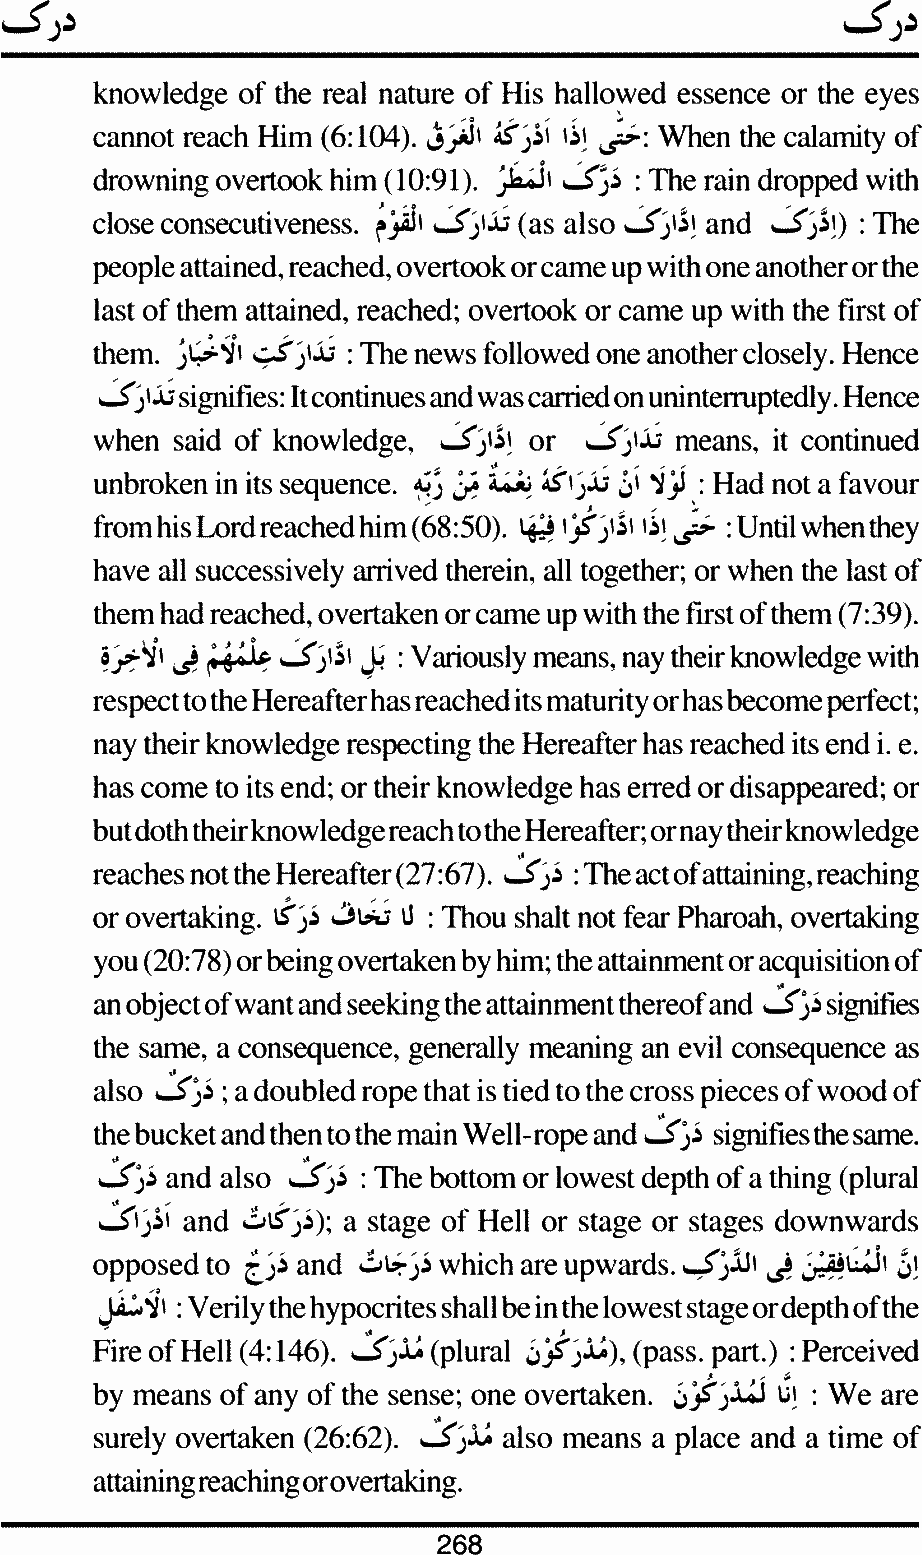 درک درک
knowledge of the real nature of His hallowed essence or the eyes
cannot reach Him (6:104). حَتّٰی اِذَا اَدْرَکَہُ الْغَرَقُ: When the calamity of
drowning overtook him (10:91). دَرَّکَ الْمَطَرُ : The rain dropped with
close consecutiveness. تَدَارَکَ الْقَوْمُ (as also اِدَّارَکَ and اِدَّرَکَ) : The
people attained, reached, overtook or came up with one another or the
last of them attained, reached; overtook or came up with the first of
them. تَدَارَکَتِ الْاَخْبَارُ : The news followed one another closely. Hence
تَدَارَکَ signifies: It continues and was carried on uninterruptedly. Hence
when said of knowledge, اِدَّارَکَ or تَدَارَکَ means, it continued
unbroken in its sequence. لَوْلَا اَنْ تَدٰرَکَہٗ نِعْمَۃٌ مِّنْ رَّبِّہٖ : Had not a favour
from his Lord reached him (68:50). حَتّٰی اِذَا ادَّارَکُوْا فِیْھَا : Until when they
have all successively arrived therein, all together; or when the last of
them had reached, overtaken or came up with the first of them (7:39).
بَلِ ادّٰرَکَ عِلْمُھُمْ فِی الْاٰخِرَۃِ : Variously means, nay their knowledge with
respect to the Hereafter has reached its maturity or has become perfect;
nay their knowledge respecting the Hereafter has reached its end i. e.
has come to its end; or their knowledge has erred or disappeared; or
but doth their knowledge reach to the Hereafter; or nay their knowledge
reaches not the Hereafter (27:67). دَرَکٌ : The act of attaining, reaching
or overtaking. لَا تَخَافُ دَرَکًا : Thou shalt not fear Pharoah, overtaking
you (20:78) or being overtaken by him; the attainment or acquisition of
an object of want and seeking the attainment thereof and دَرْکٌ signifies
the same, a consequence, generally meaning an evil consequence as
also دَرْکٌ ; a doubled rope that is tied to the cross pieces of wood of
the bucket and then to the main Well-rope and دَرْکٌ signifies the same.
دَرْکٌ and also دَرَکٌ : The bottom or lowest depth of a thing (plural
اَدْرَاکٌ and دَرَکَاتٌ); a stage of Hell or stage or stages downwards
opposed to دَرَجٌ and دَرَجَاتٌ which are upwards. اِنَّ الْمُنَافِقِیْنَ فِی الدَّرْکِ
الْاَسْفَلِ : Verily the hypocrites shall be in the lowest stage or depth of the
Fire of Hell (4:146). مُدْرَکٌ (plural مُدْرَکُوْنَ), (pass. part.) : Perceived
by means of any of the sense; one overtaken. اِنَّا لَمُدْرَکُوْنَ : We are
surely overtaken (26:62). مُدْرَکٌ also means a place and a time of
attaining reaching or overtaking.
268